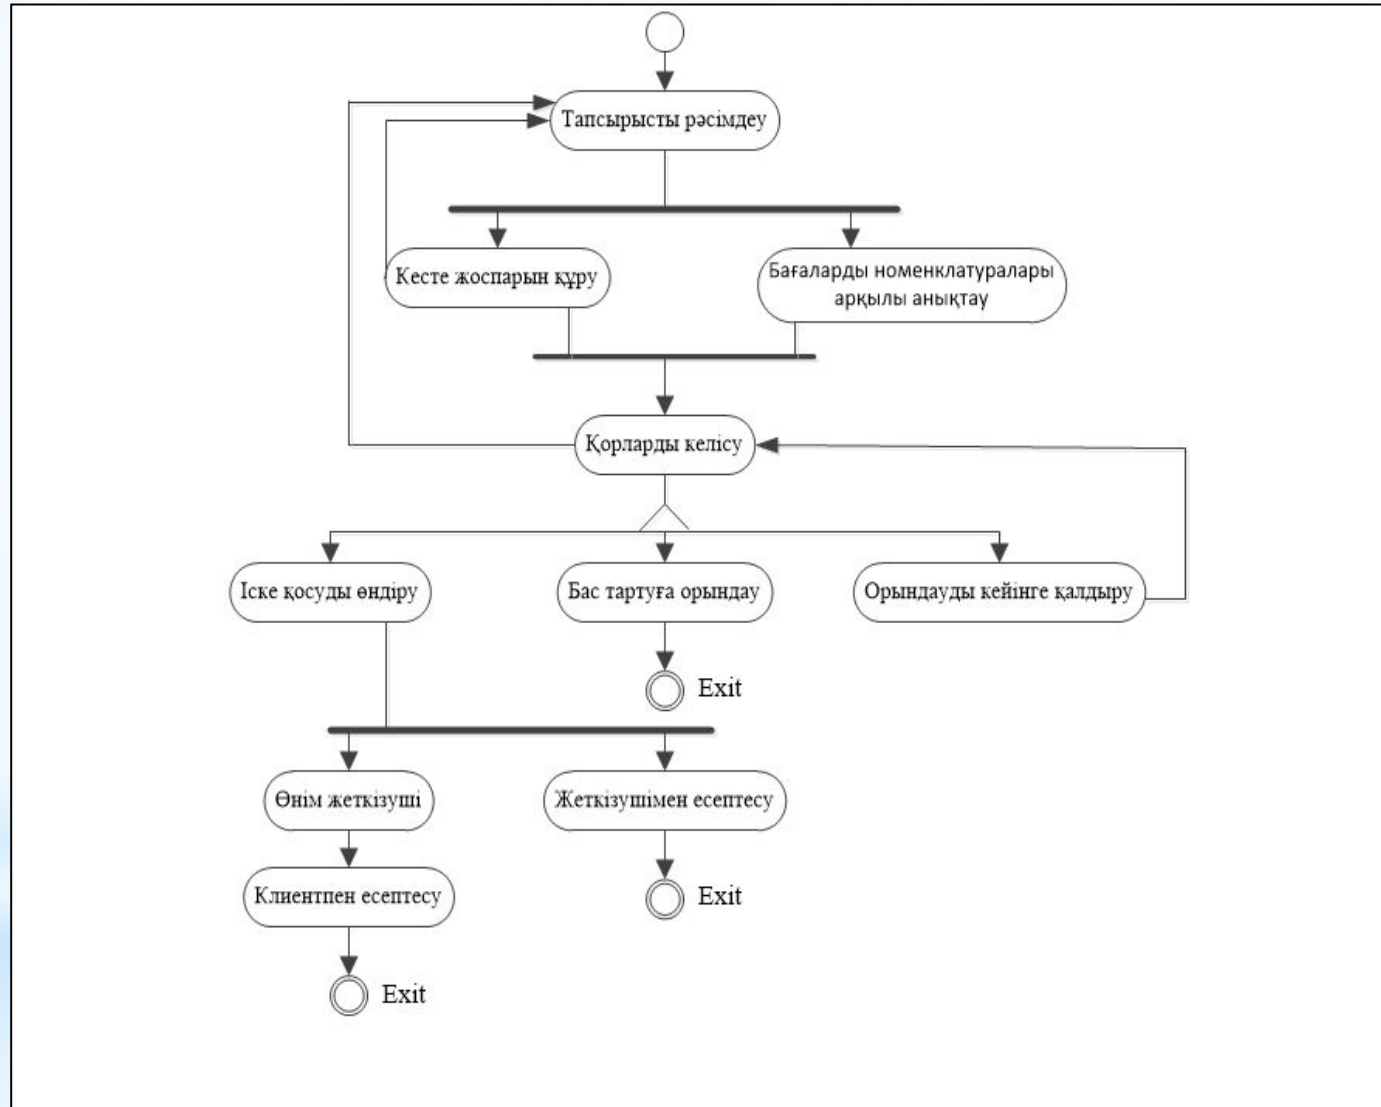 Тапсырысты рәсімдеу
Кесте жоспарын құру
Бағаларды номенклатуралары
арқылы анықтау
Қорларды келісу
Іске қосуды өндіру
Бас тартуға орындау
Орындауды кейінге қалдыру
Exit
Өнім жеткізуші
Жеткізушімен есептесу
Клиентпен есептесу
Exit
Exit